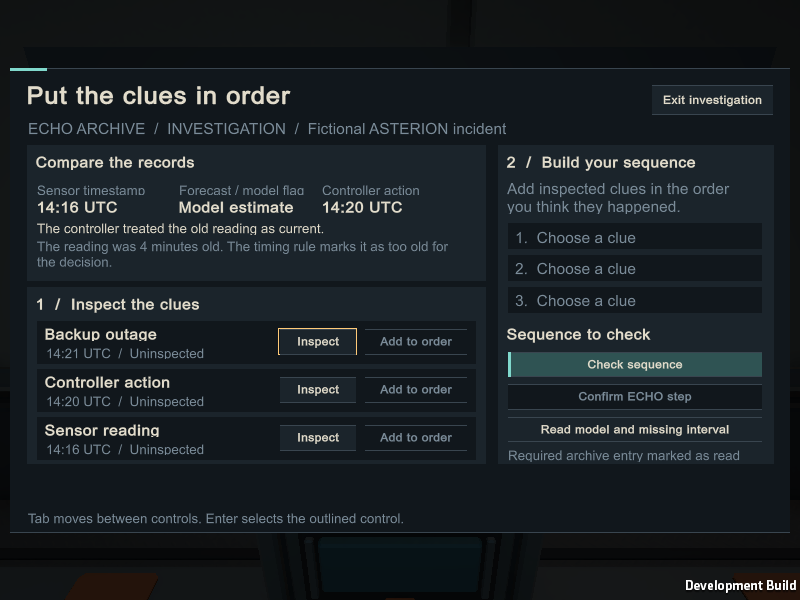 Put the clues in order
Exit investigation
ECHO ARCHIVE / INVESTIGATION / Fictional ASTERION incident
Compare the records
Sensor timestamp
Forecast / model flag
Controller action
14:16 UTC
Model estimate
14:20 UTC
The controller treated the old reading as current.
The reading was 4 minutes old. The timing rule marks it as too old for
the decision.
1 / Inspect the clues
Backup outage
14:21 UTC / Uninspected
Inspect
Add to order
Controller action
14:20 UTC / Uninspected
Inspect
Add to order
Sensor reading
14:16 UTC / Uninspected
Inspect
Add to order
2 / Build your sequence
Add inspected clues in the order
you think they happened.
1. Choose a clue
2. Choose a clue
3. Choose a clue
Sequence to check
Check sequence
Confirm ECHO step
Read model and missing interval
Required archive entry marked as read
Tab moves between controls. Enter selects the outlined control.
Development Build